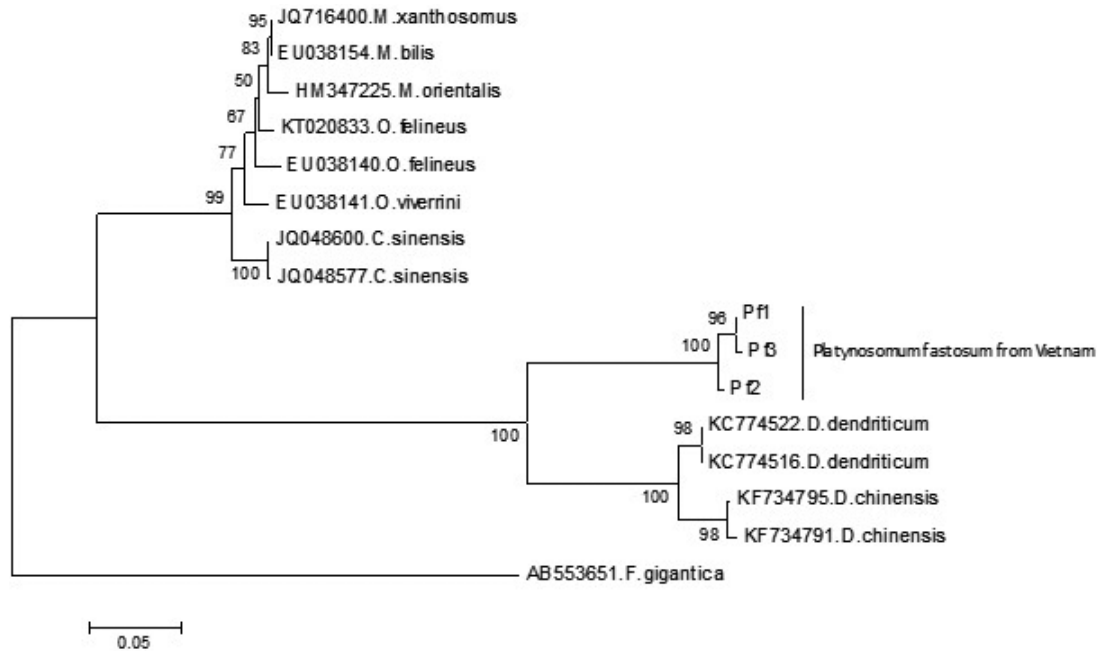 95 JQ716400.M.xanthosomus
83 EU038154.M.bilis
50 HM347225.M.orientalis
67 KT020833.O.felineus
77 EU038140.O.felineus
99 EU038141.O.viverrini
JQ048600.C.sinensis
100 JQ048577.C.sinensis
96 Pf1
100 Pf3 Platynosomum fastosum from Vietnam
Pf2
100 98 KC774522.D.dendriticum
KC774516.D.dendriticum
100 KF734795.D.chinensis
98 KF734791.D.chinensis
AB553651.F.gigantica
0.05